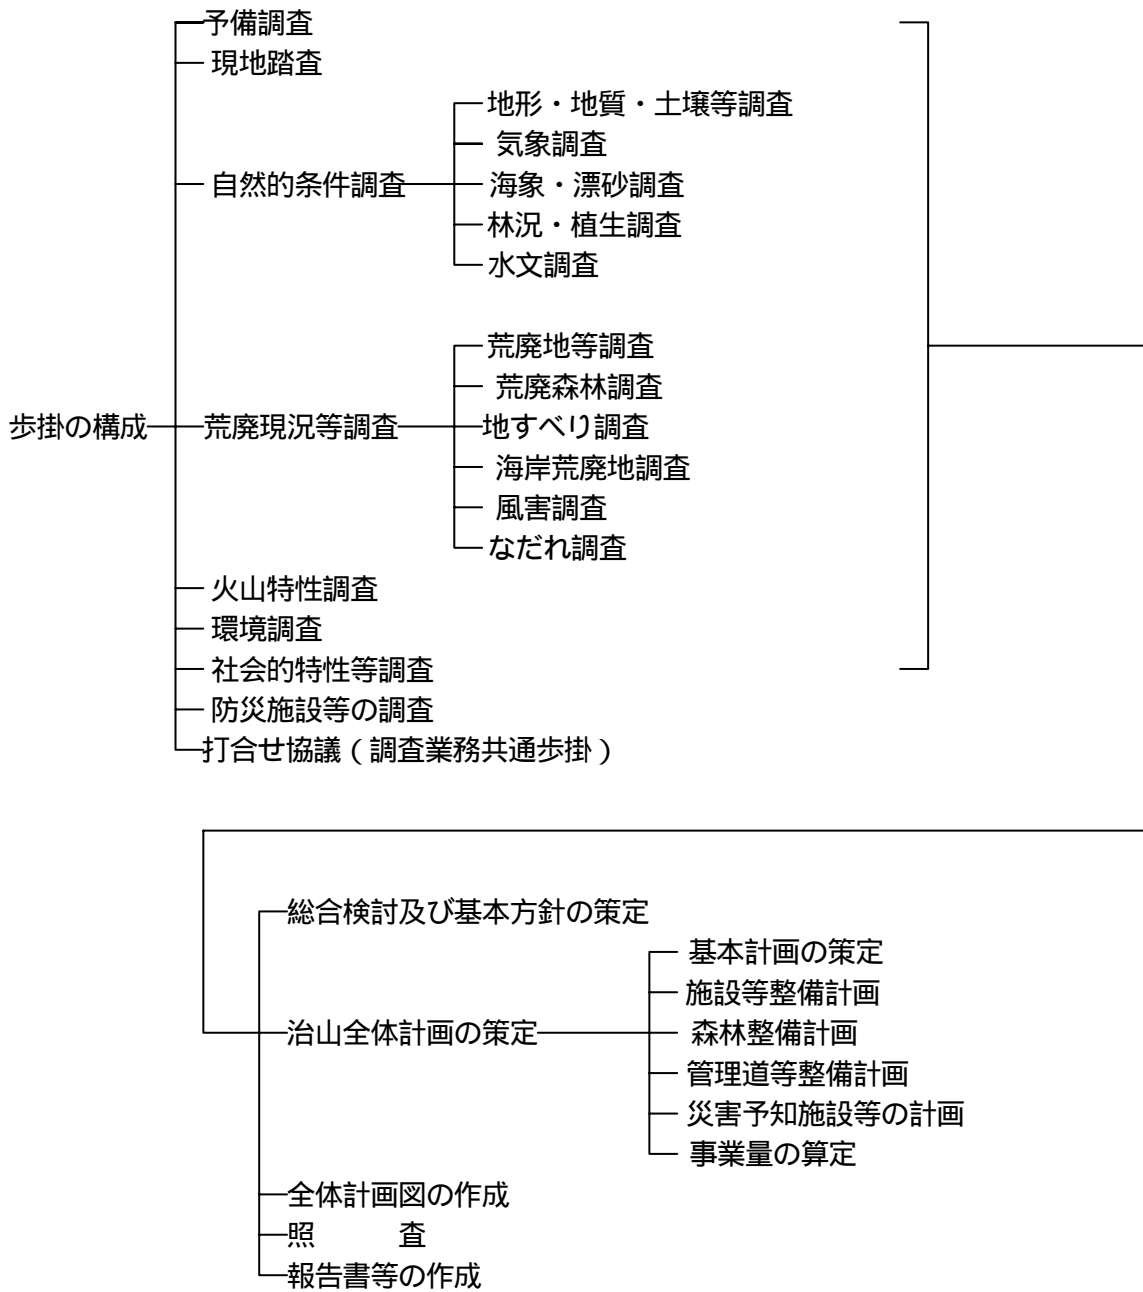 予備調査
現地踏査
地形・地質・土壌等調査
気象調査
自然的条件調査
海象・漂砂調査
林況・植生調査
水文調査
荒廃地等調査
荒廃森林調査
歩掛の構成
荒廃現況等調査
地すべり調査
海岸荒廃地調査
風害調査
なだれ調査
火山特性調査
環境調査
社会的特性等調査
防災施設等の調査
打合せ協議（調査業務共通歩掛）
総合検討及び基本方針の策定
基本計画の策定
施設等整備計画
治山全体計画の策定
森林整備計画
管理道等整備計画
災害予知施設等の計画
事業量の算定
全体計画図の作成
照　　　査
報告書等の作成